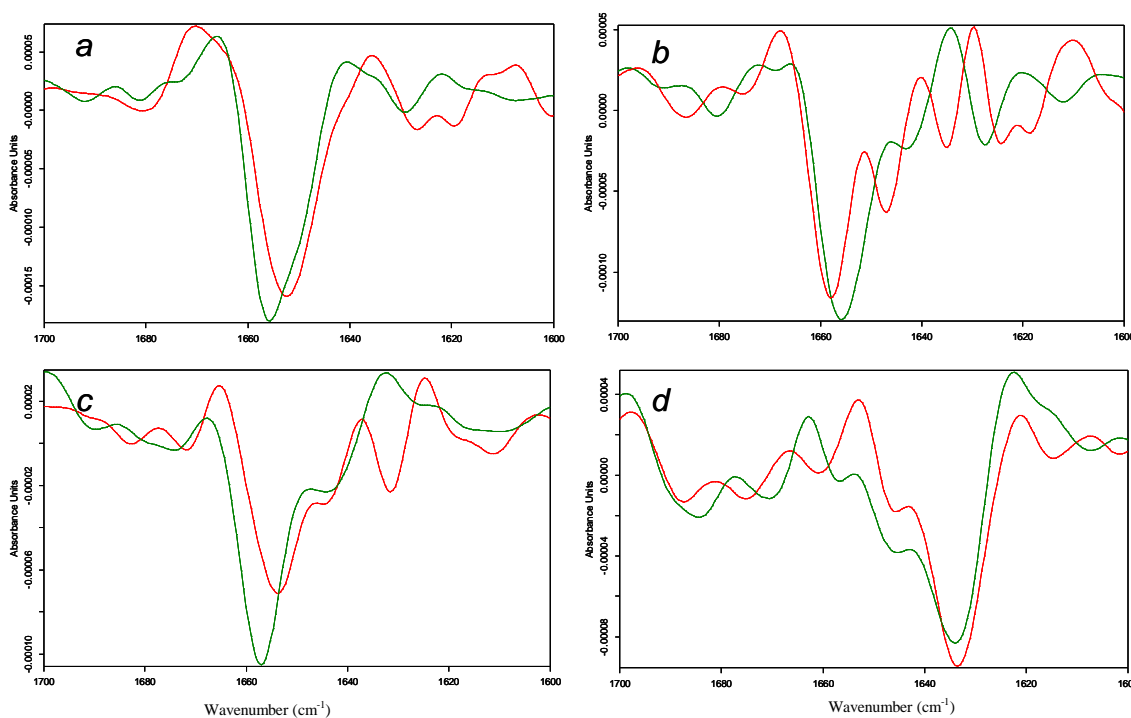 a
Absorbance Units
0.00005
0.00000
-0.00005
-0.00010
-0.00015
1700 1680 1660 1640 1620 1600
b
Absorbance Units
0.00005
0.00000
-0.00005
-0.00010
1700 1680 1660 1640 1620 1600
c
Absorbance Units
0.00002
-0.00002
-0.00006
-0.00010
1700 1680 1660 1640 1620 1600
Wavenumber (cm-1)
d
Absorbance Units
0.00004
0.00000
-0.00004
-0.00008
1700 1680 1660 1640 1620 160
Wavenumber (cm-1)